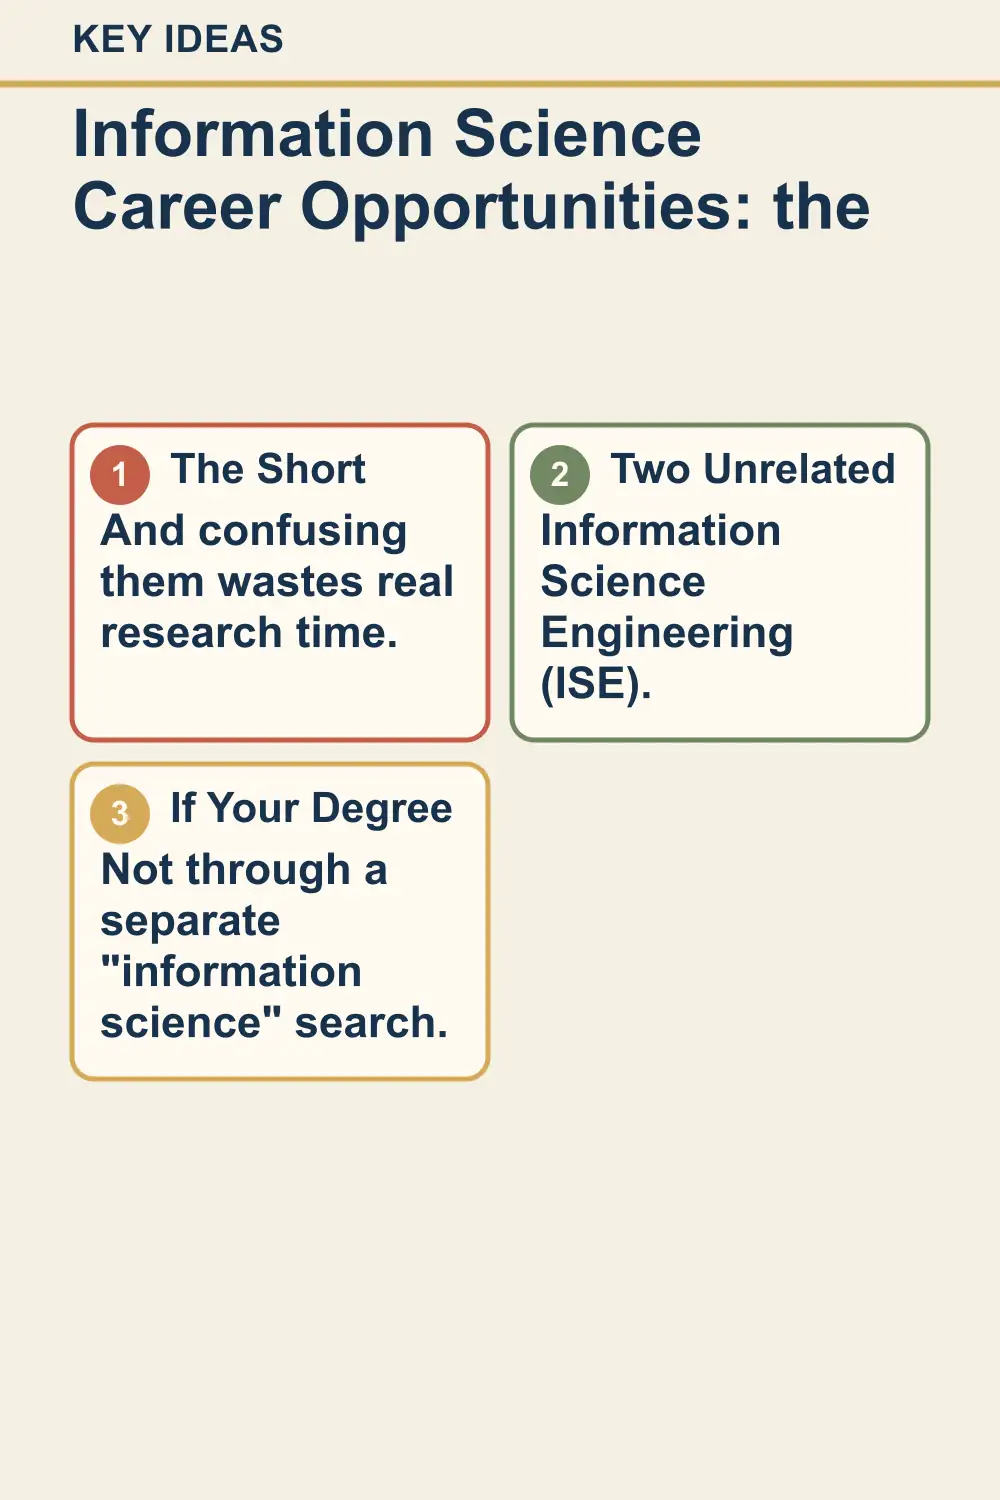 KEY IDEAS
Information Science
Career Opportunities: the
1 The Short
And confusing
them wastes real
research time.
2 Two Unrelated
Information
Science
Engineering
(ISE).
3 If Your Degree
Not through a
separate
"information
science" search.